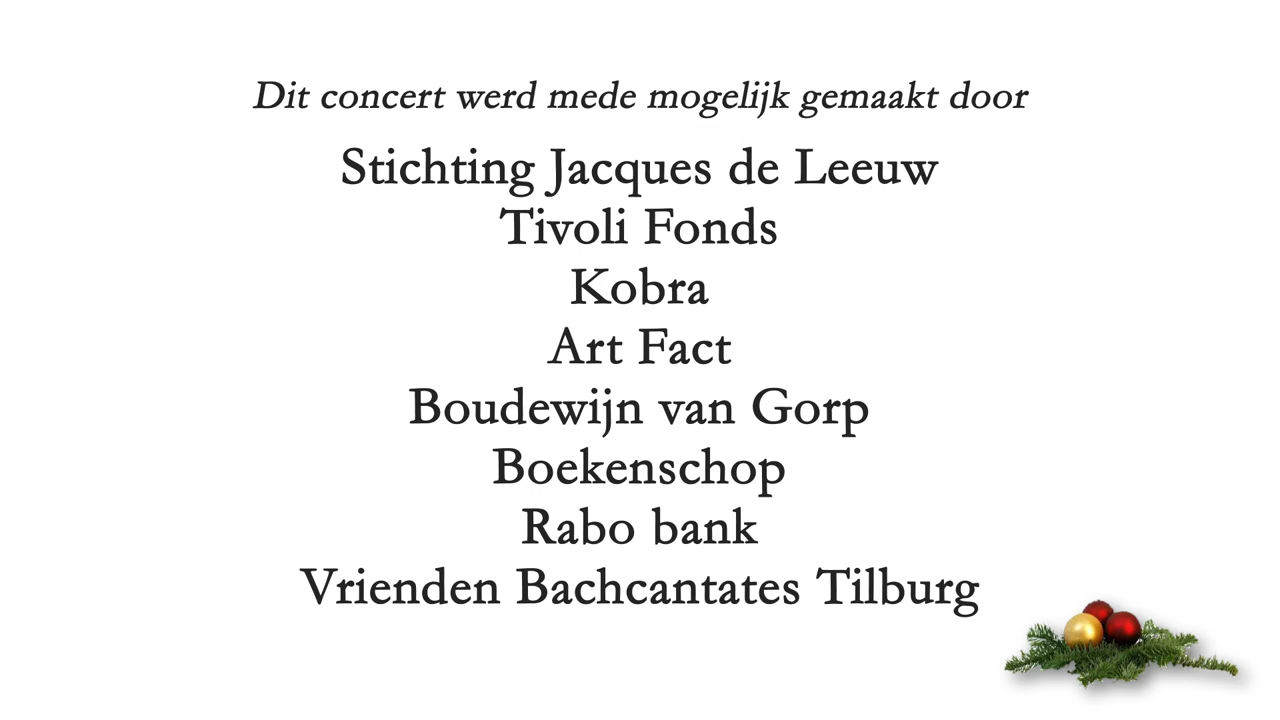 Dit concert werd mede mogelijk gemaakt door
Stichting Jacques de Leeuw
Tivoli Fonds
Kobra
Art Fact
Boudewijn van Gorp
Boekenschop
Rabo bank
Vrienden Bachcantates Tilburg